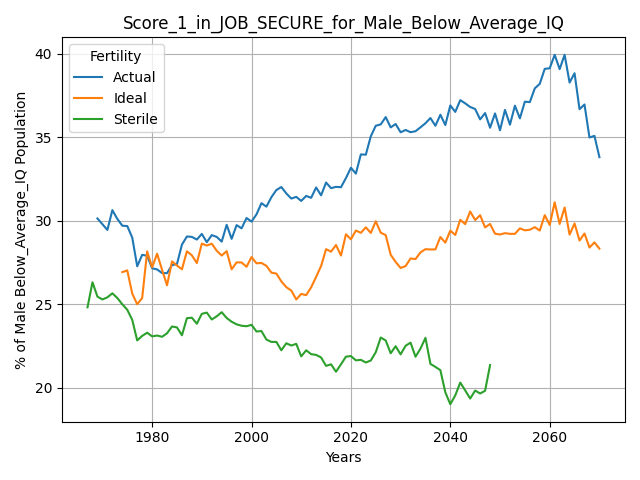 Score_1_in_JOB_SECURE_for_Male_Below_Average_IQ
Fertility
Actual
Ideal
Sterile
% of Male Below_Average_IQ Population
40
35
30
25
20
1980
2000
2020
2040
2060
Years